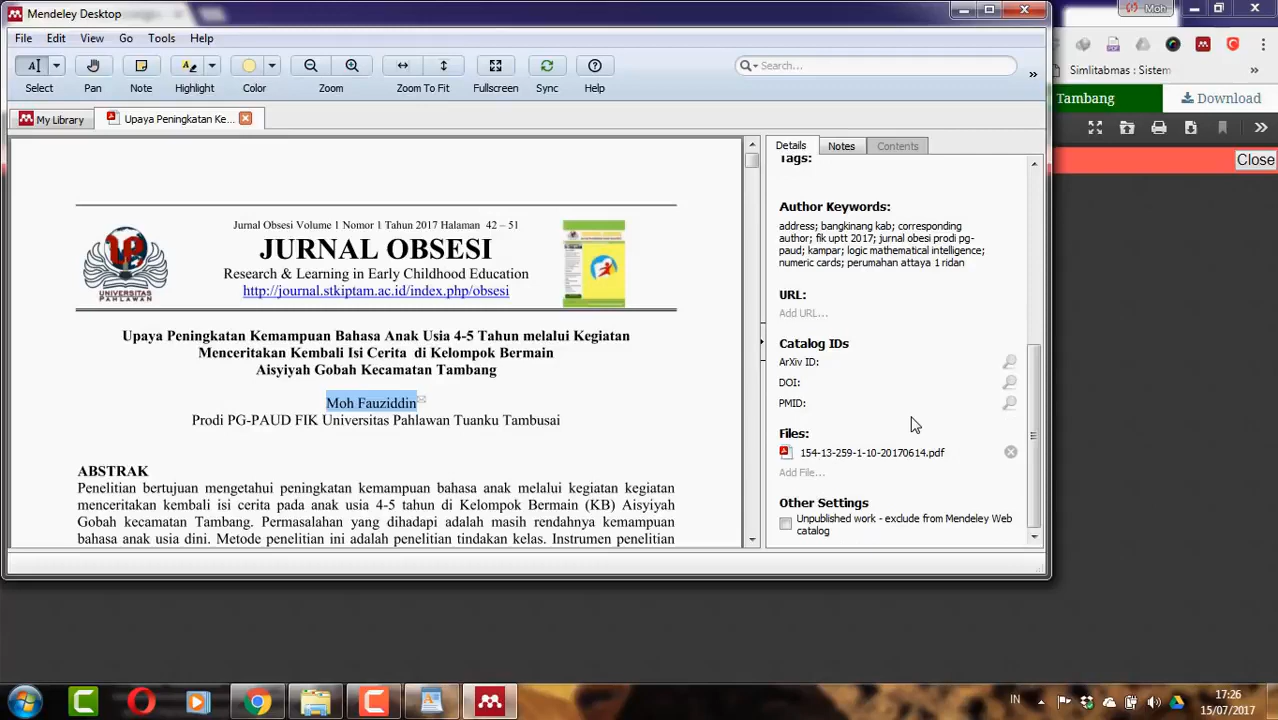 Mendeley Desktop
Moh
File Edit View Go Tools Help
Select Pan Note Highlight Color Zoom Zoom To Fit Fullscreen Sync Help
Search...
Simlitabmas : Sistem
Tambang Download
Close
My Library Upaya Peningkatan Ke...
Jurnal Obsesi Volume 1 Nomor 1 Tahun 2017 Halaman 42 – 51
JURNAL OBSESI
Research & Learning in Early Childhood Education
http://journal.stkiptam.ac.id/index.php/obsesi
UNIVERSITAS
PAHLAWAN
Upaya Peningkatan Kemampuan Bahasa Anak Usia 4-5 Tahun melalui Kegiatan
Menceritakan Kembali Isi Cerita di Kelompok Bermain
Aisyiyah Gobah Kecamatan Tambang
Moh Fauziddin
Prodi PG-PAUD FIK Universitas Pahlawan Tuanku Tambusai
ABSTRAK
Penelitian bertujuan mengetahui peningkatan kemampuan bahasa anak melalui kegiatan kegiatan
menceritakan kembali isi cerita pada anak usia 4-5 tahun di Kelompok Bermain (KB) Aisyiyah
Gobah kecamatan Tambang. Permasalahan yang dihadapi adalah masih rendahnya kemampuan
bahasa anak usia dini. Metode penelitian ini adalah penelitian tindakan kelas. Instrumen penelitian
Details Notes Contents
Tags:
Author Keywords:
address; bangkinang kab; corresponding
author; fik uptt 2017; jurnal obesi prodi pg-
paud; kampar; logic mathematical intelligence;
numeric cards; perumahan attaya 1 ridan
URL:
Add URL...
Catalog IDs
ArXiv ID:
DOI:
PMID:
Files:
154-13-259-1-10-20170614.pdf
Add File...
Other Settings
Unpublished work - exclude from Mendeley Web
catalog
IN
17:26
15/07/2017